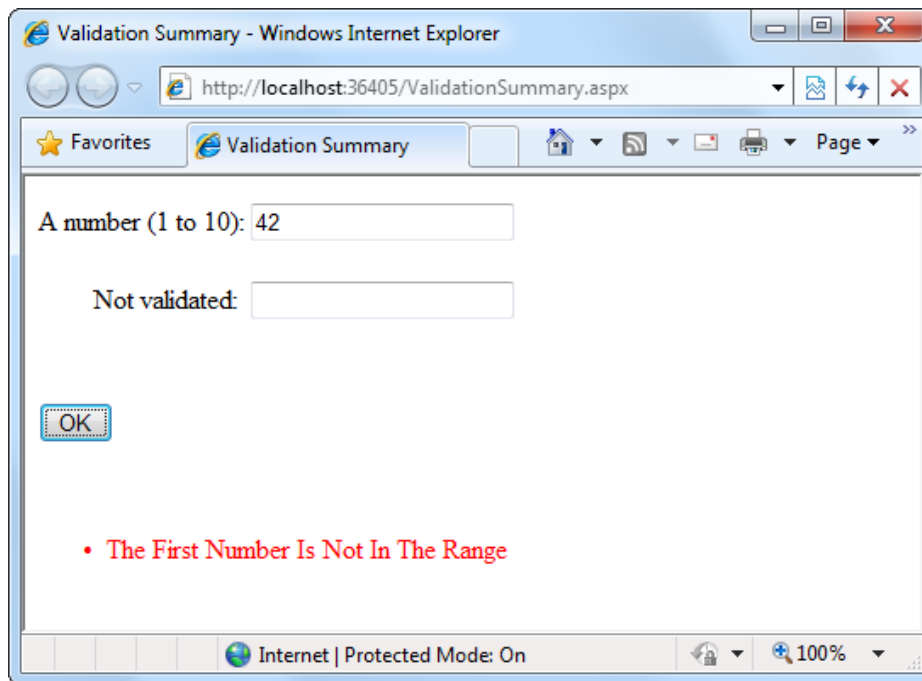 Validation Summary - Windows Internet Explorer
http://localhost:36405/ValidationSummary.aspx
Favorites Validation Summary Page
A number (1 to 10): 42
Not validated:
OK
• The First Number Is Not In The Range
Internet | Protected Mode: On 100%